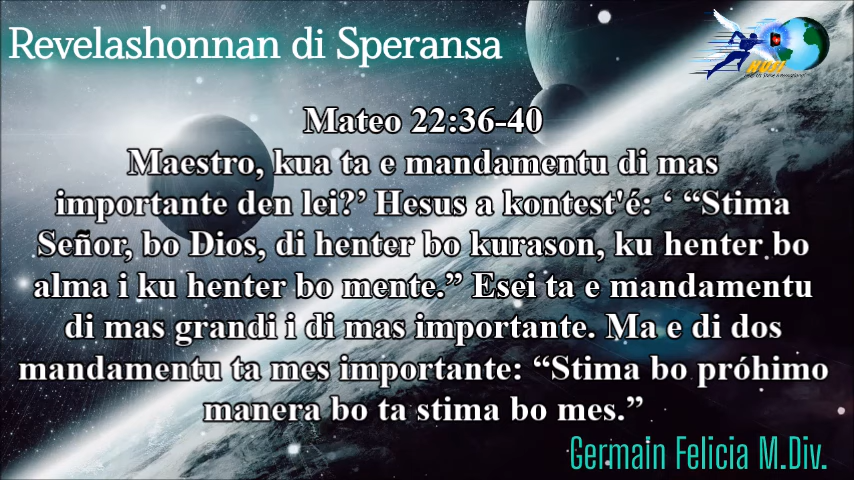 Revelashonnan di Speransa
Mateo 22:36-40
Maestro, kua ta e mandamentu di mas
importante den lei?’ Hesus a kontest'é: ‘ “Stima
Señor, bo Dios, di henter bo kurason, ku henter bo
alma i ku henter bo mente.” Esei ta e mandamentu
di mas grandi i di mas importante. Ma e di dos
mandamentu ta mes importante: “Stima bo próhimo
manera bo ta stima bo mes.”
Germain Felicia M.Div.